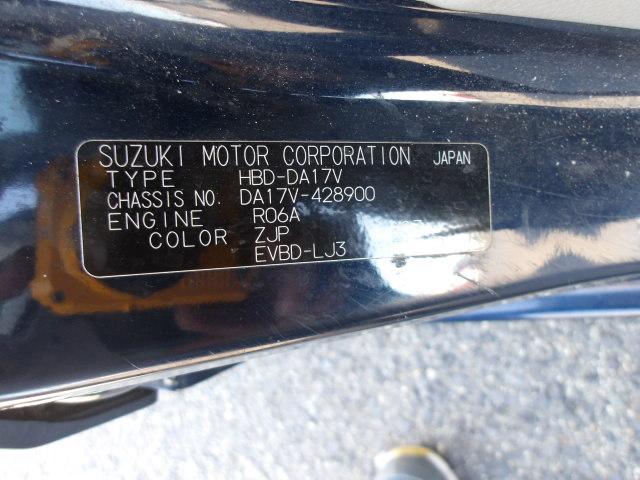 SUZUKI MOTOR CORPORATION JAPAN
TYPE HBD-DA17V
CHASSIS NO. DA17V-428900
ENGINE R06A
COLOR ZJP
EVBD-LJ3